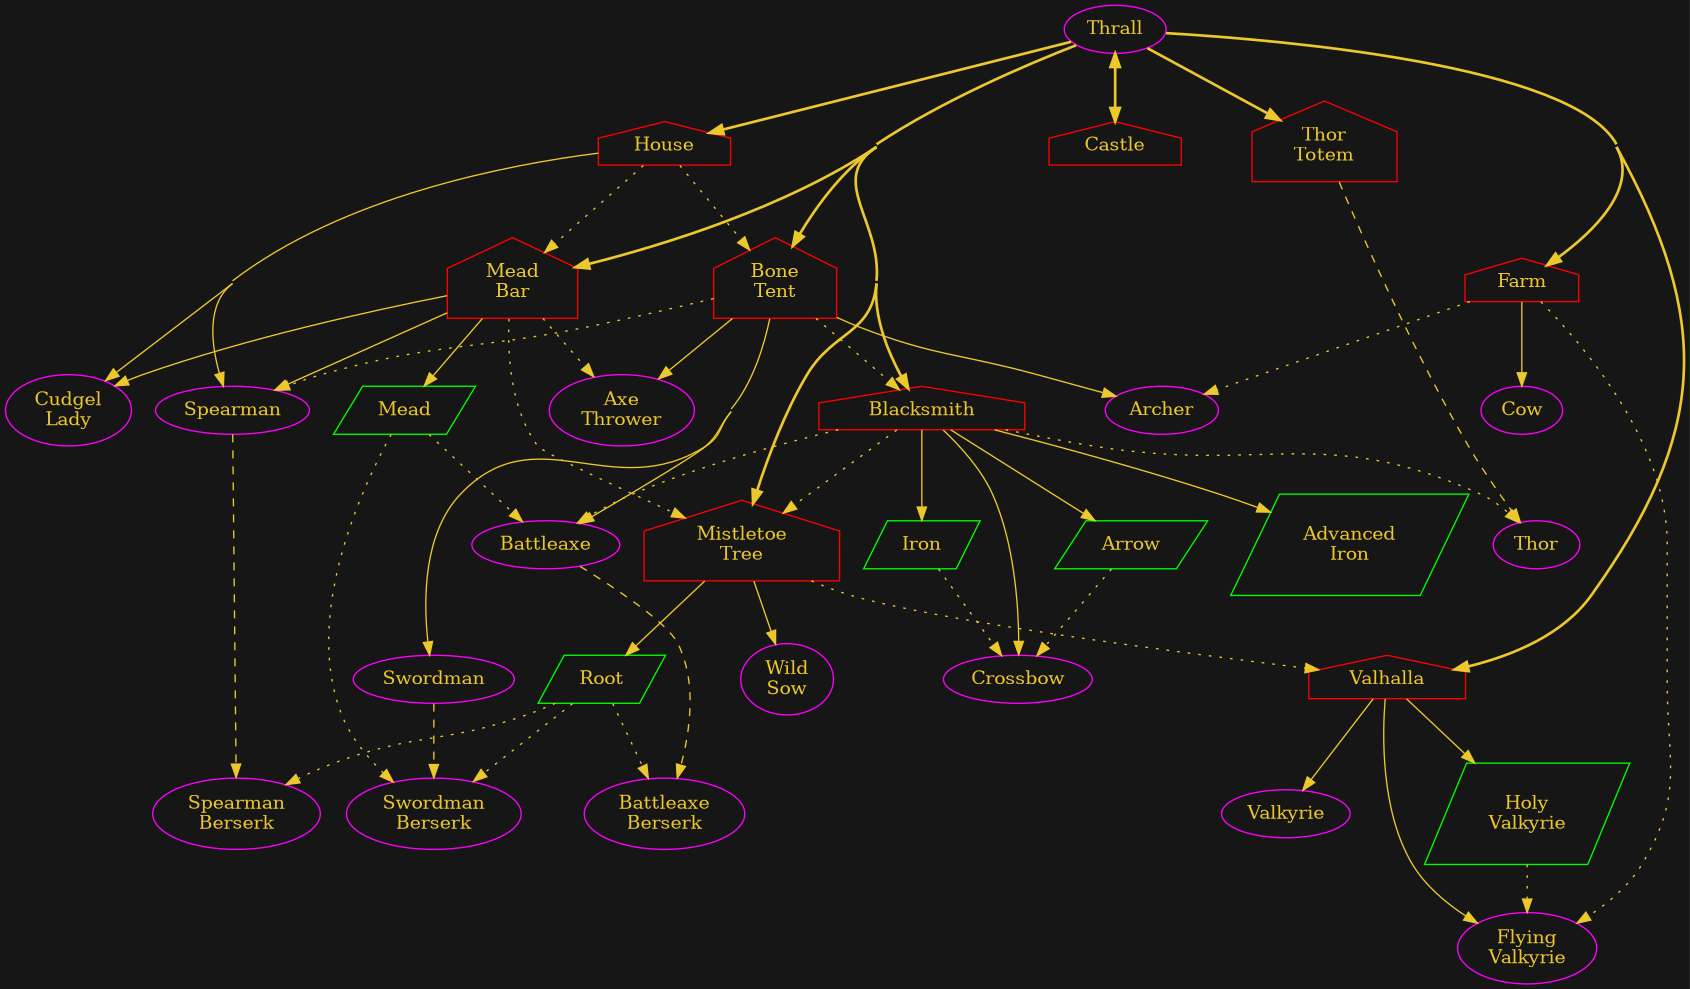 Thrall
House
Castle
Thor
Totem
Mead
Bar
Bone
Tent
Farm
Cudgel
Lady
Spearman
Mead
Axe
Thrower
Blacksmith
Archer
Cow
Battleaxe
Mistletoe
Tree
Iron
Arrow
Advanced
Iron
Thor
Swordman
Root
Wild
Sow
Crossbow
Valhalla
Spearman
Berserk
Swordman
Berserk
Battleaxe
Berserk
Valkyrie
Holy
Valkyrie
Flying
Valkyrie